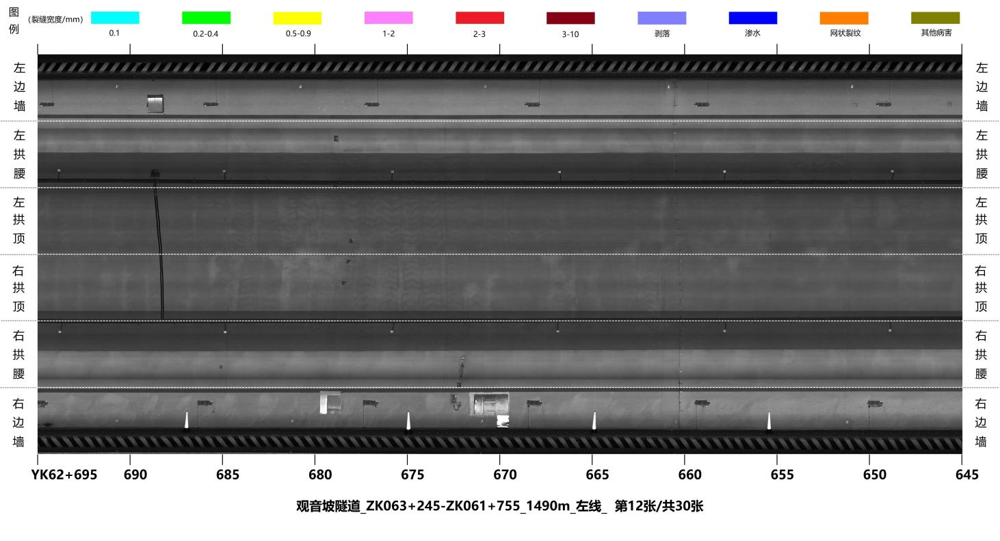 图例 (裂缝宽度/mm) 0.1 0.2-0.4 0.5-0.9 1-2 2-3 3-10 剥落 渗水 网状裂纹 其他病害
左边墙 左边墙
左拱腰 左拱腰
左拱顶 左拱顶
右拱顶 右拱顶
右拱腰 右拱腰
右边墙 右边墙
YK62+695 690 685 680 675 670 665 660 655 650 645
观音坡隧道_ZK063+245-ZK061+755_1490m_左线_ 第12张/共30张